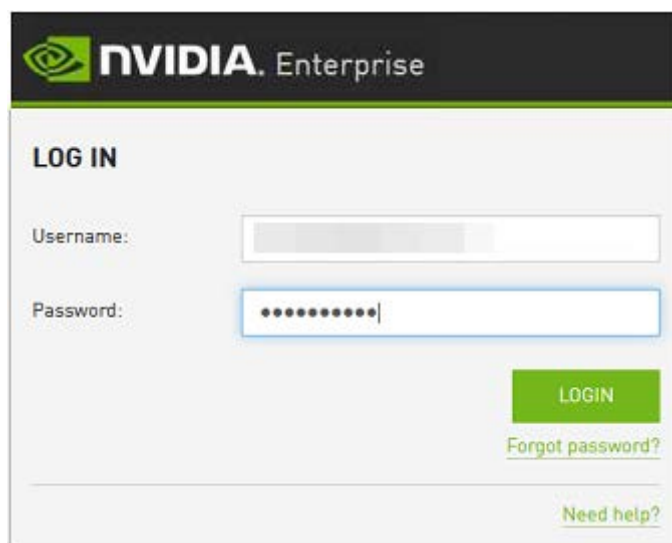 NVIDIA. Enterprise
LOG IN
Username:
Password: ••••••••••
LOGIN
Forgot password?
Need help?